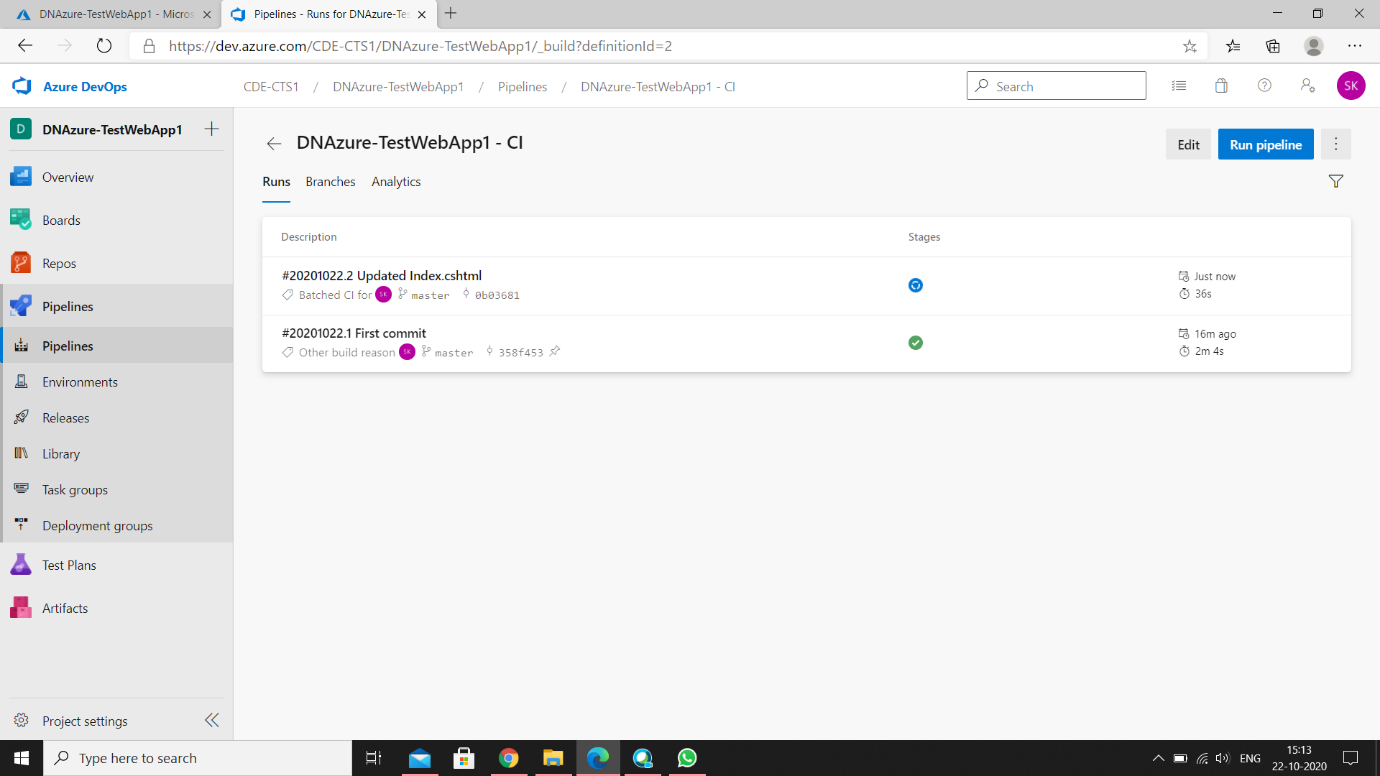 DNAzure-TestWebApp1 - Micros
Pipelines - Runs for DNAzure-Tes
https://dev.azure.com/CDE-CTS1/DNAzure-TestWebApp1/_build?definitionId=2
Azure DevOps
CDE-CTS1 / DNAzure-TestWebApp1 / Pipelines / DNAzure-TestWebApp1 - CI
Search
SK
D DNAzure-TestWebApp1
Overview
Boards
Repos
Pipelines
Pipelines
Environments
Releases
Library
Task groups
Deployment groups
Test Plans
Artifacts
Project settings
DNAzure-TestWebApp1 - CI
Edit
Run pipeline
Runs Branches Analytics
Description Stages
#20201022.2 Updated Index.cshtml
Batched CI for SK master 0b03681
Just now
36s
#20201022.1 First commit
Other build reason SK master 358f453
16m ago
2m 4s
Type here to search
ENG
15:13
22-10-2020